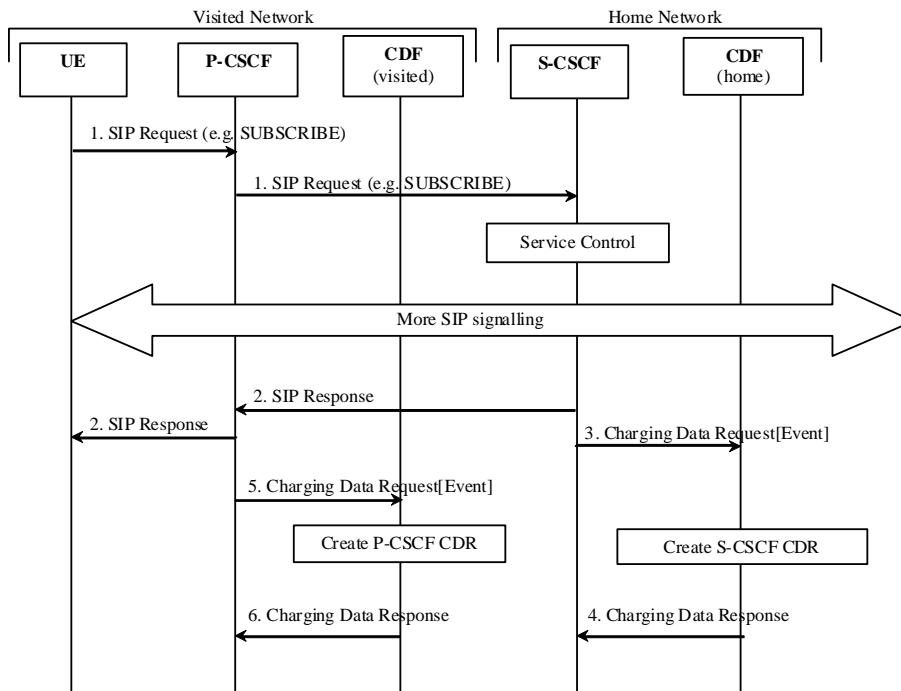 Visited Network
Home Network
UE
P-CSCF
CDF
(visited)
S-CSCF
CDF
(home)
1. SIP Request (e.g. SUBSCRIBE)
1. SIP Request (e.g. SUBSCRIBE)
Service Control
More SIP signalling
2. SIP Response
2. SIP Response
3. Charging Data Request[Event]
5. Charging Data Request[Event]
Create P-CSCF CDR
Create S-CSCF CDR
6. Charging Data Response
4. Charging Data Response